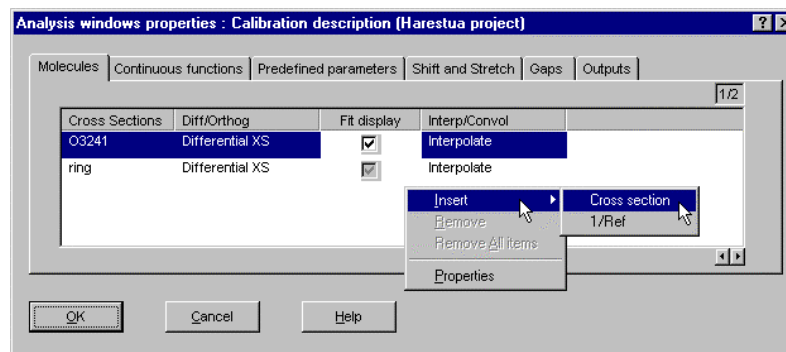 Analysis windows properties : Calibration description (Harestua project)
Molecules Continuous functions Predefined parameters Shift and Stretch Gaps Outputs
1/2
Cross Sections Diff/Orthog Fit display Interp/Convol
O3241 Differential XS Interpolate
ring Differential XS Interpolate
Insert Cross section
Remove 1/Ref
Remove All items
Properties
OK Cancel Help